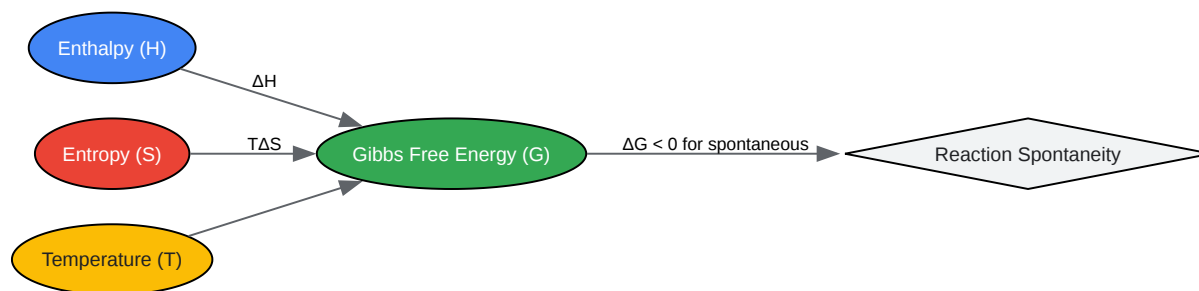 Enthalpy (H)
ΔH
Entropy (S)
TΔS
Gibbs Free Energy (G)
ΔG < 0 for spontaneous
Reaction Spontaneity
Temperature (T)